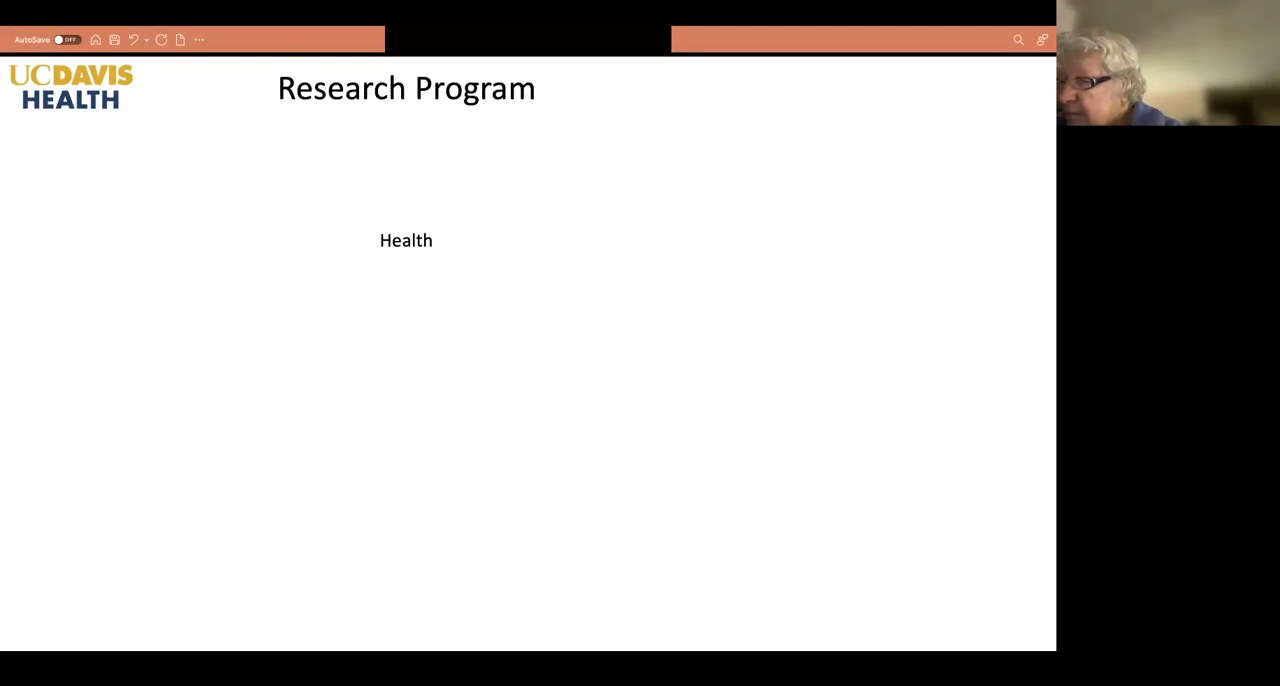 AutoSave OFF
UCDAVIS
HEALTH
Research Program
Health